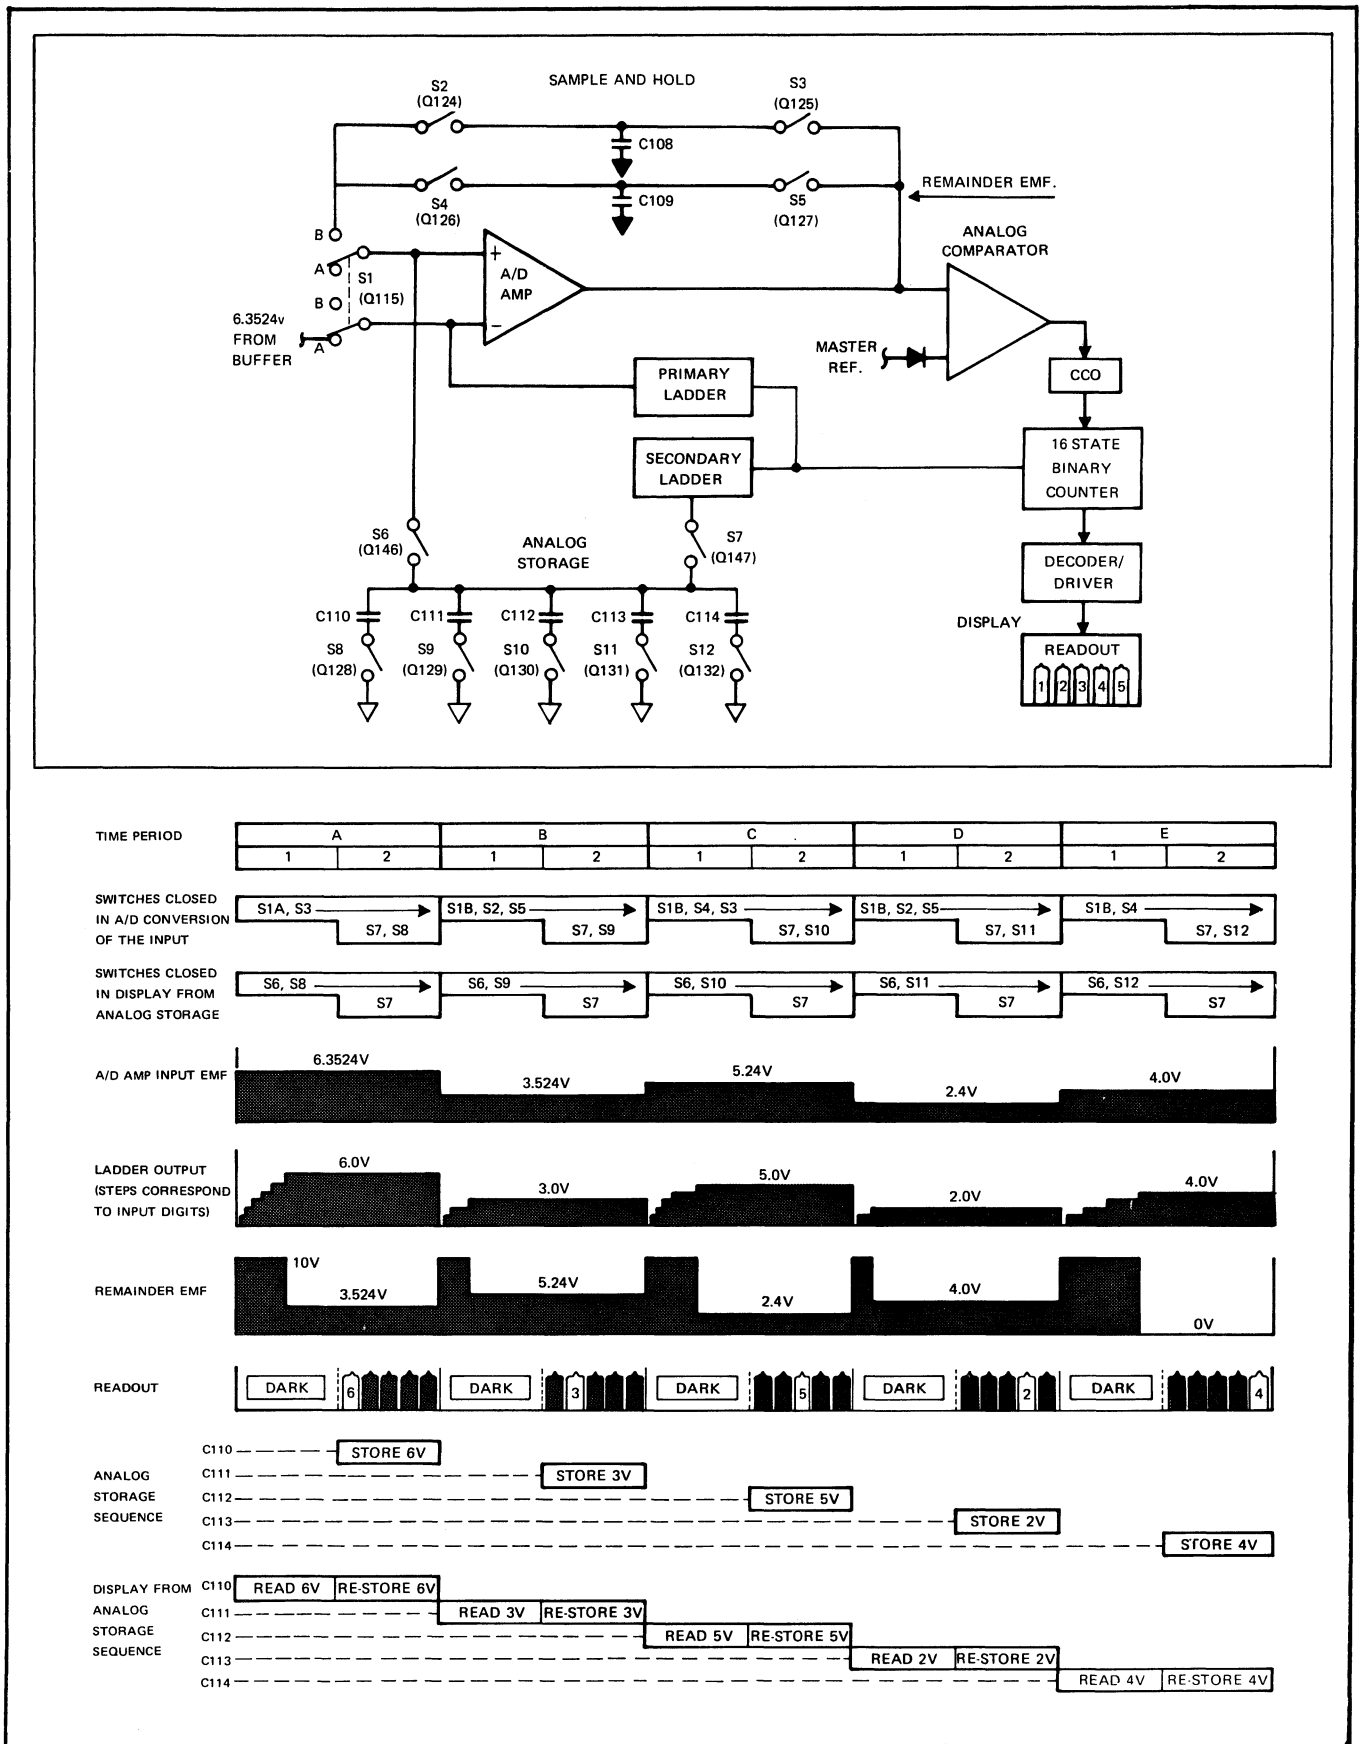 SAMPLE AND HOLD
S2
(Q124)
S3
(Q125)
C108
S4
(Q126)
C109
S5
(Q127)
REMAINDER EMF.
B
A
S1
(Q115)
B
A
6.3524v
FROM
BUFFER
+
A/D
AMP
−
ANALOG
COMPARATOR
MASTER
REF.
CCO
PRIMARY
LADDER
SECONDARY
LADDER
16 STATE
BINARY
COUNTER
S6
(Q146)
ANALOG
STORAGE
S7
(Q147)
DECODER/
DRIVER
C110
C111
C112
C113
C114
DISPLAY
S8
(Q128)
S9
(Q129)
S10
(Q130)
S11
(Q131)
S12
(Q132)
READOUT
1 2 3 4 5
TIME PERIOD
A B C D E
1 2 1 2 1 2 1 2 1 2
SWITCHES CLOSED
IN A/D CONVERSION
OF THE INPUT
S1A, S3 S1B, S2, S5 S1B, S4, S3 S1B, S2, S5 S1B, S4
S7, S8 S7, S9 S7, S10 S7, S11 S7, S12
SWITCHES CLOSED
IN DISPLAY FROM
ANALOG STORAGE
S6, S8 S6, S9 S6, S10 S6, S11 S6, S12
S7 S7 S7 S7 S7
A/D AMP INPUT EMF
6.3524V 3.524V 5.24V 2.4V 4.0V
LADDER OUTPUT
(STEPS CORRESPOND
TO INPUT DIGITS)
6.0V 3.0V 5.0V 2.0V 4.0V
REMAINDER EMF
10V
3.524V 5.24V 2.4V 4.0V 0V
READOUT
DARK 6 DARK 3 DARK 5 DARK 2 DARK 4
ANALOG
STORAGE
SEQUENCE
C110 STORE 6V
C111 STORE 3V
C112 STORE 5V
C113 STORE 2V
C114 STORE 4V
DISPLAY FROM
ANALOG
STORAGE
SEQUENCE
C110 READ 6V RE-STORE 6V
C111 READ 3V RE-STORE 3V
C112 READ 5V RE-STORE 5V
C113 READ 2V RE-STORE 2V
C114 READ 4V RE-STORE 4V